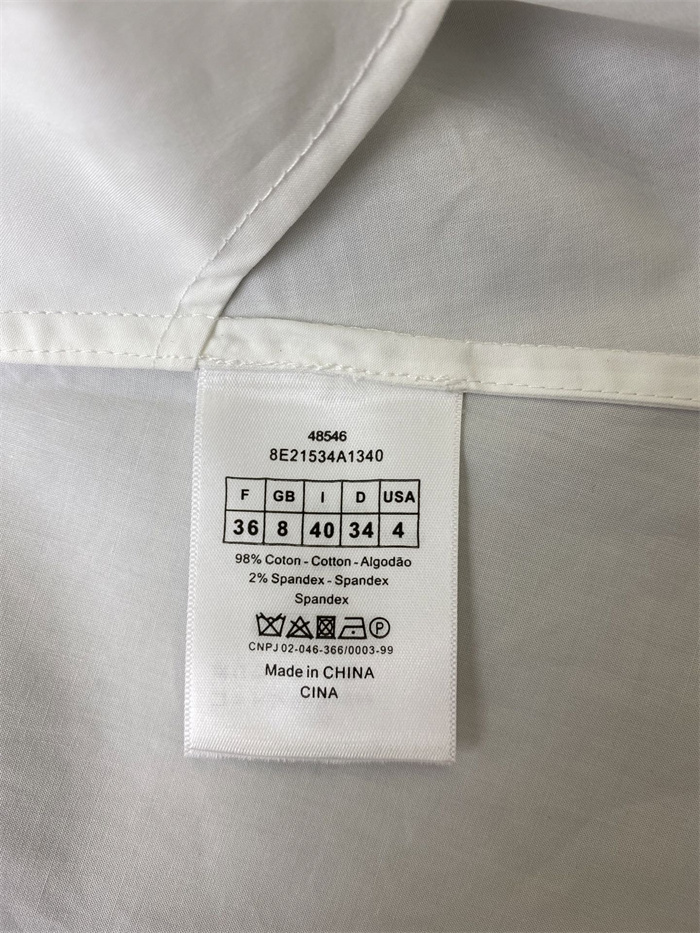 48546
8E21534A1340
F GB I D USA
36 8 40 34 4
98% Coton - Cotton - Algodão
2% Spandex - Spandex
Spandex
P
CNPJ 02-046-366/0003-99
Made in CHINA
CINA